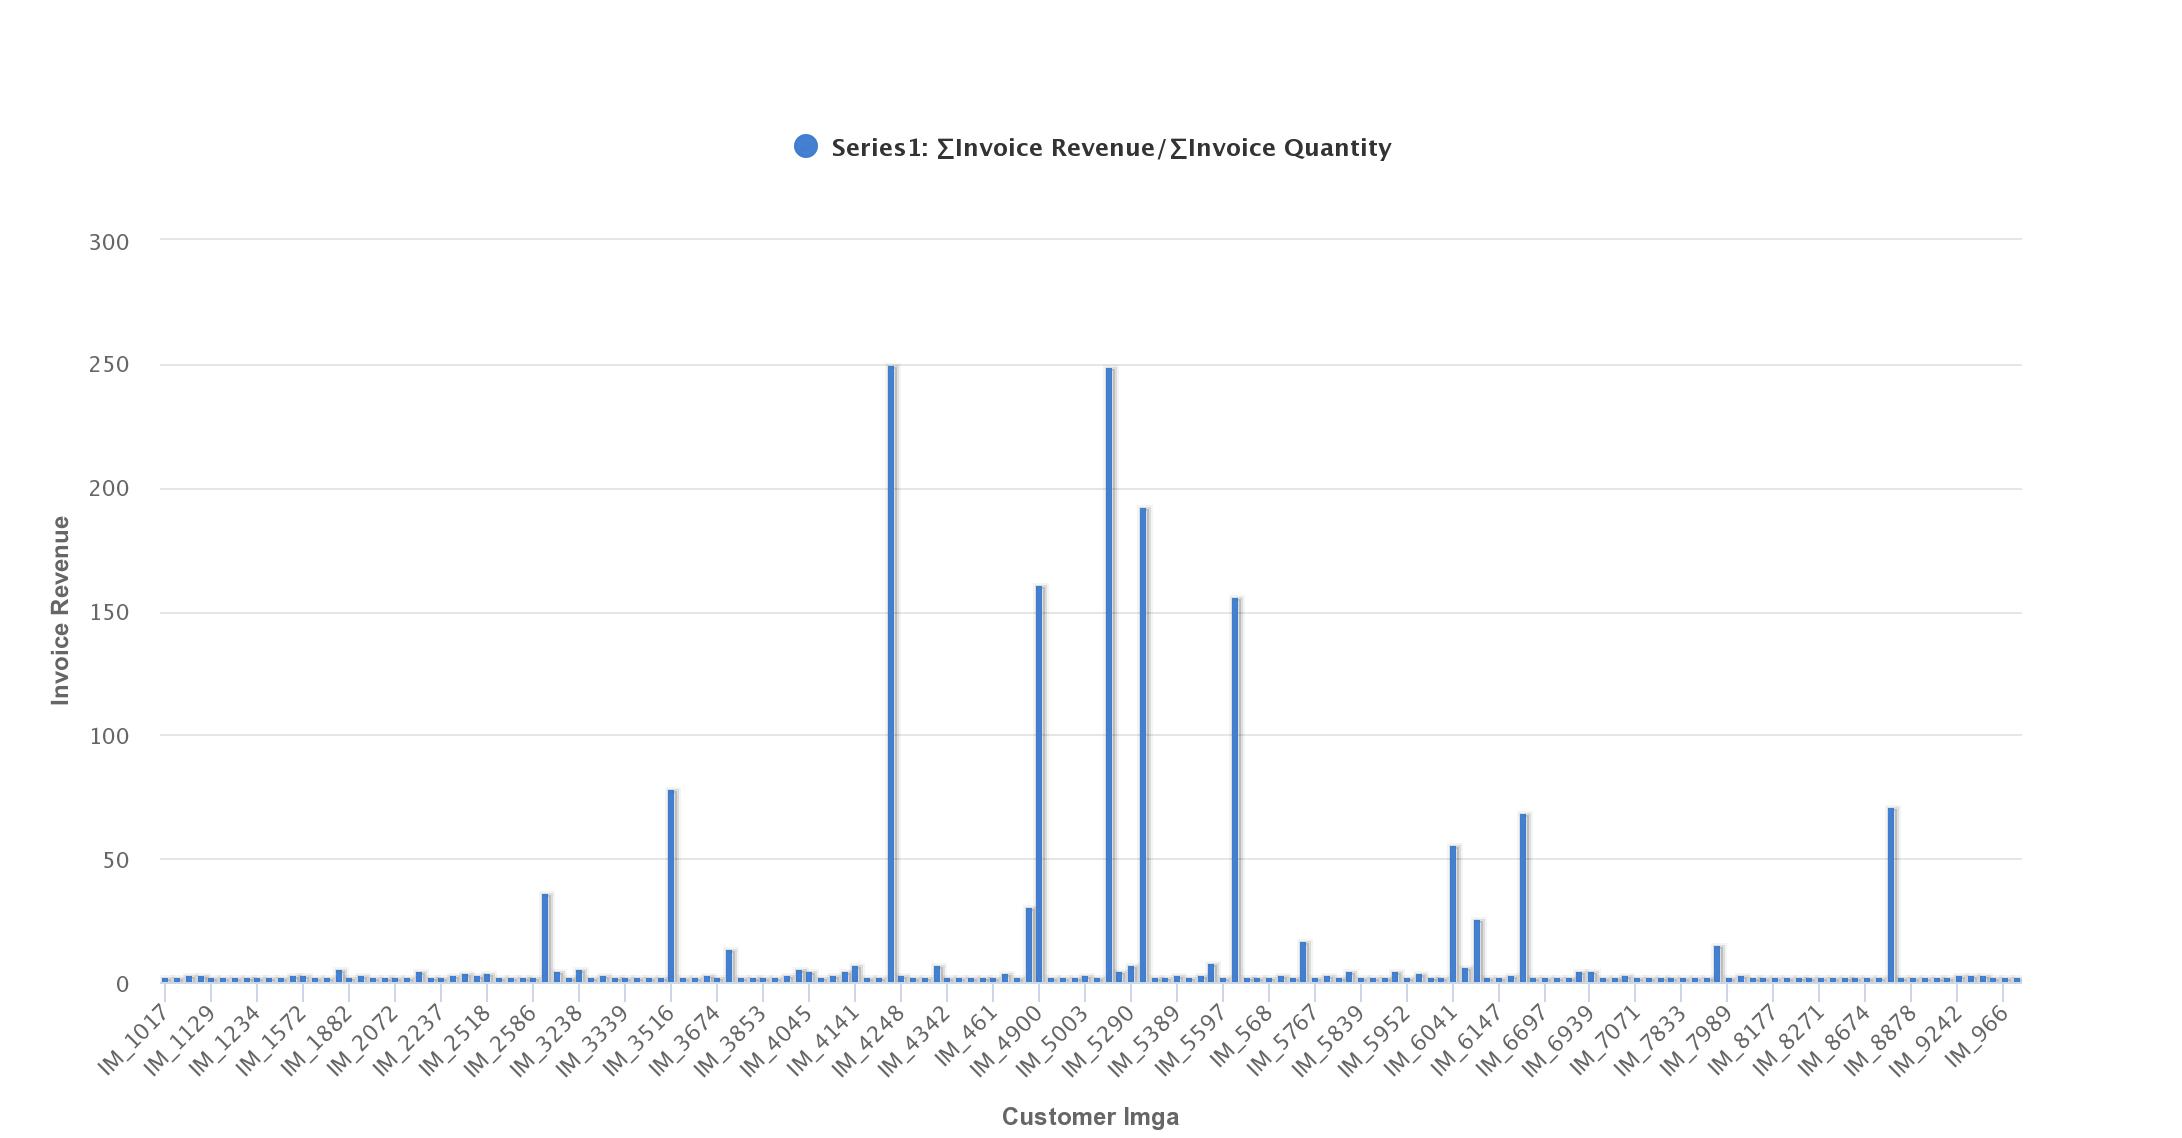 Series1: ∑Invoice Revenue/∑Invoice Quantity
300
250
200
150
100
50
0
Invoice Revenue
IM_1017
IM_1129
IM_1234
IM_1572
IM_1882
IM_2072
IM_2237
IM_2518
IM_2586
IM_3238
IM_3339
IM_3516
IM_3674
IM_3853
IM_4045
IM_4141
IM_4248
IM_4342
IM_461
IM_4900
IM_5003
IM_5290
IM_5389
IM_5597
IM_568
IM_5767
IM_5839
IM_5952
IM_6041
IM_6147
IM_6697
IM_6939
IM_7071
IM_7833
IM_7989
IM_8177
IM_8271
IM_8674
IM_8878
IM_9242
IM_966
Customer Imga